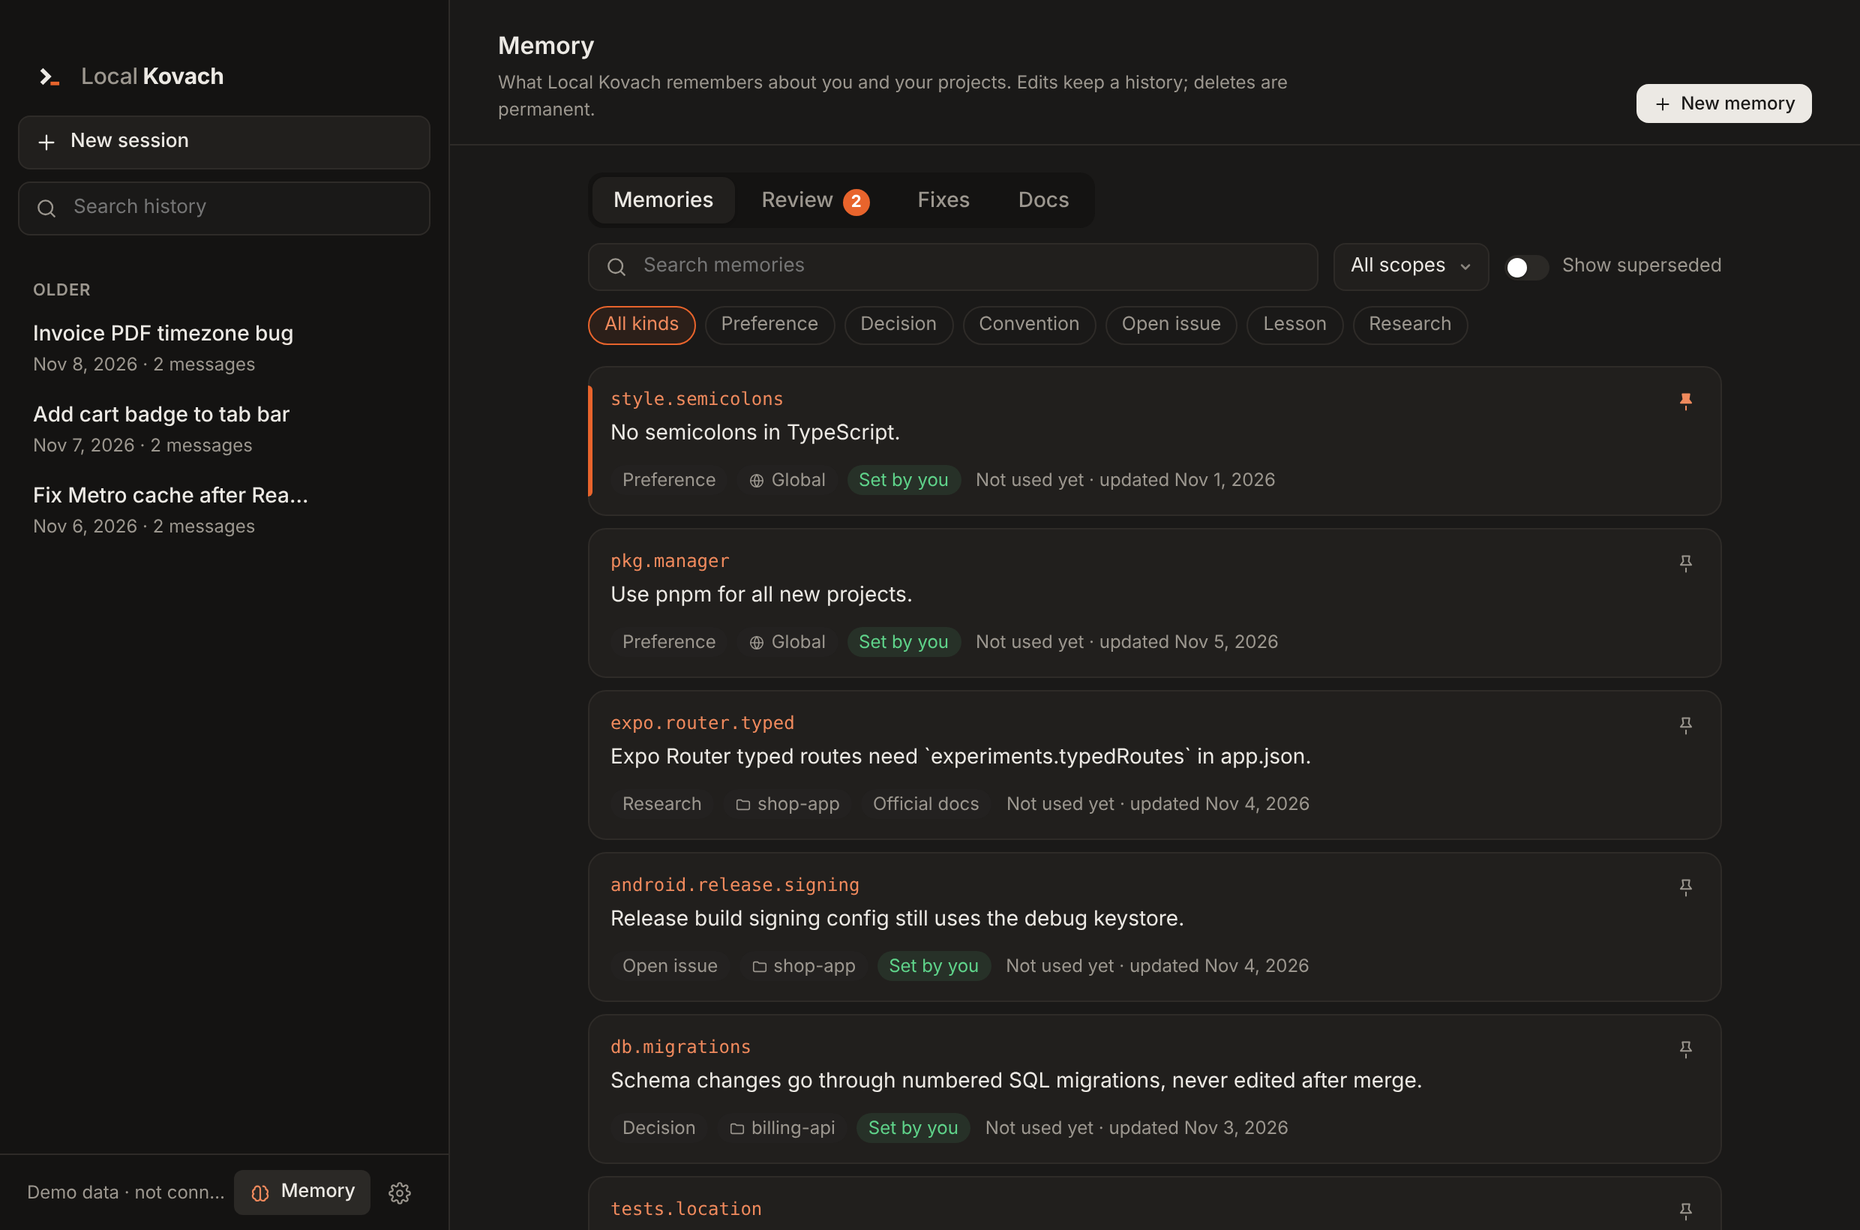 Local Kovach
New session
Search history
OLDER
Invoice PDF timezone bug
Nov 8, 2026 · 2 messages
Add cart badge to tab bar
Nov 7, 2026 · 2 messages
Fix Metro cache after Rea...
Nov 6, 2026 · 2 messages
Demo data · not conn...
Memory
Memory
What Local Kovach remembers about you and your projects. Edits keep a history; deletes are
permanent.
New memory
Memories Review 2 Fixes Docs
Search memories All scopes Show superseded
All kinds Preference Decision Convention Open issue Lesson Research
style.semicolons
No semicolons in TypeScript.
Preference Global Set by you Not used yet · updated Nov 1, 2026
pkg.manager
Use pnpm for all new projects.
Preference Global Set by you Not used yet · updated Nov 5, 2026
expo.router.typed
Expo Router typed routes need `experiments.typedRoutes` in app.json.
Research shop-app Official docs Not used yet · updated Nov 4, 2026
android.release.signing
Release build signing config still uses the debug keystore.
Open issue shop-app Set by you Not used yet · updated Nov 4, 2026
db.migrations
Schema changes go through numbered SQL migrations, never edited after merge.
Decision billing-api Set by you Not used yet · updated Nov 3, 2026
tests.location